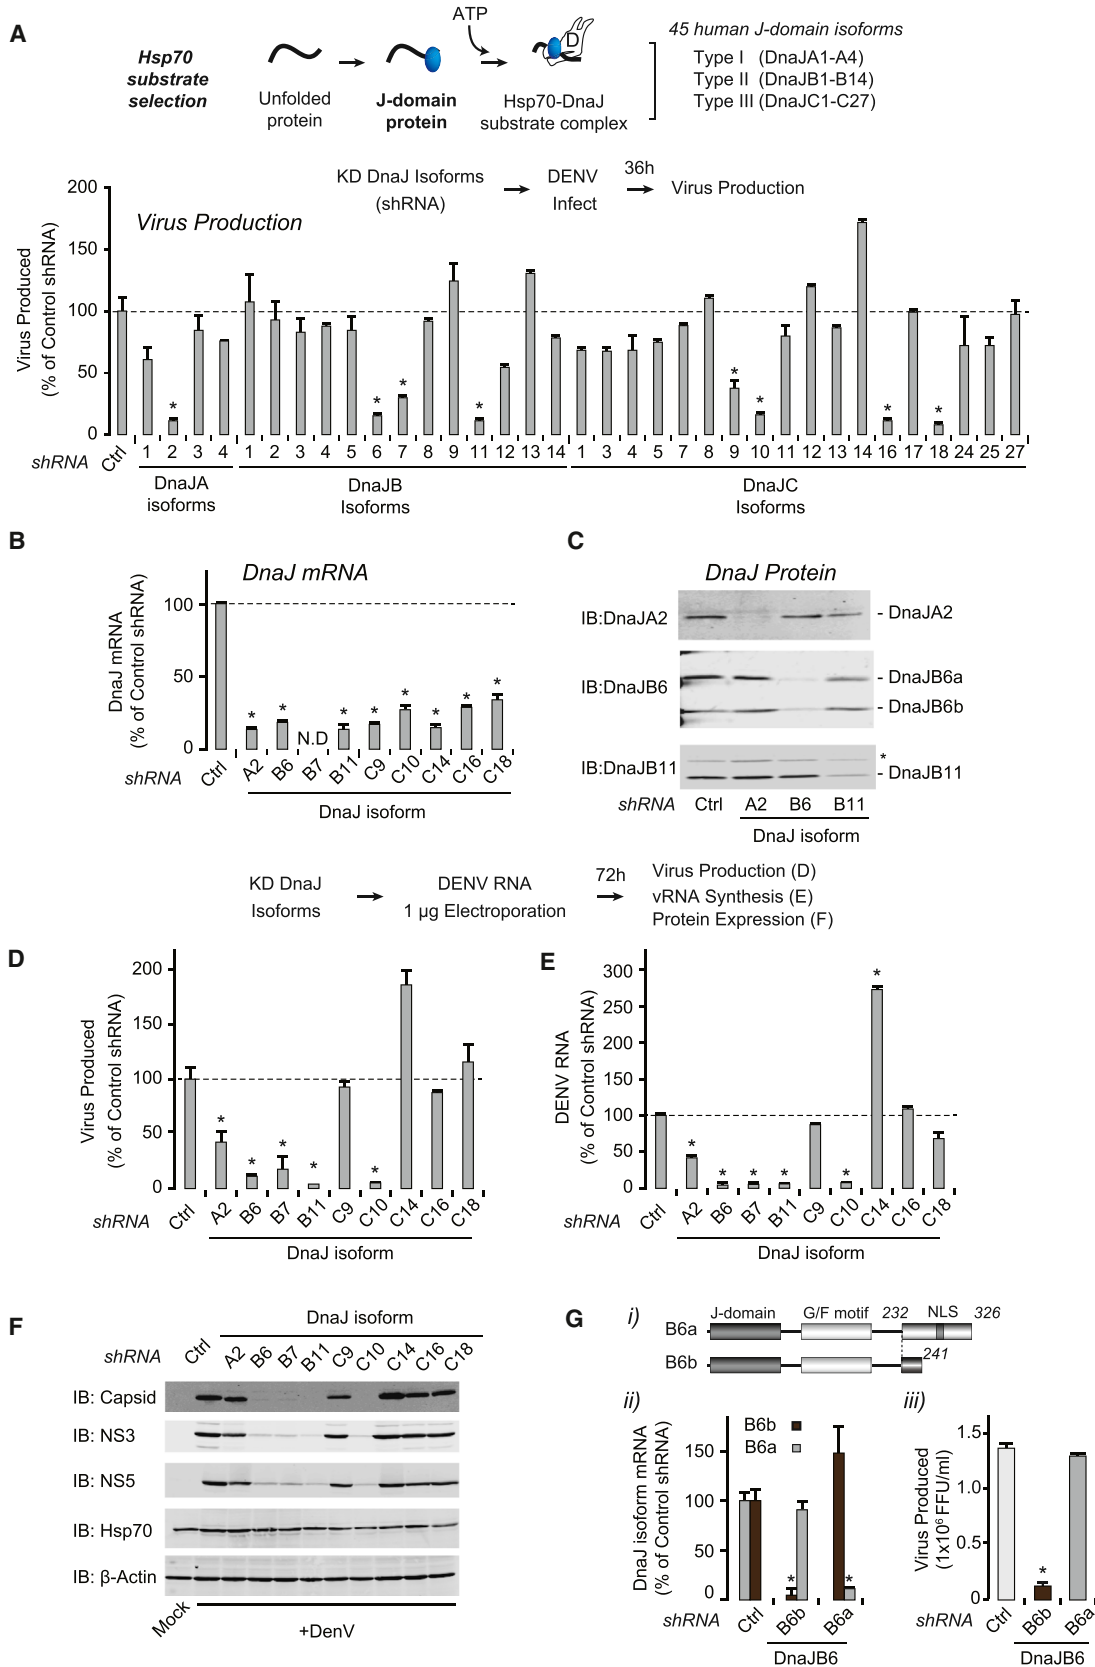 A
Hsp70
substrate
selection
Unfolded
protein
J-domain
protein
ATP
D
Hsp70-DnaJ
substrate complex
45 human J-domain isoforms
Type I (DnaJA1-A4)
Type II (DnaJB1-B14)
Type III (DnaJC1-C27)
KD DnaJ Isoforms
(shRNA)
DENV
Infect
36h
Virus Production
Virus Production
Virus Produced
(% of Control shRNA)
200
150
100
50
0
* * * * * * * *
shRNA Ctrl 1 2 3 4 1 2 3 4 5 6 7 8 9 11 12 13 14 1 3 4 5 7 8 9 10 11 12 13 14 16 17 18 24 25 27
DnaJA
isoforms
DnaJB
Isoforms
DnaJC
Isoforms
B
DnaJ mRNA
DnaJ mRNA
(% of Control shRNA)
100
50
0
* * N.D * * * * * *
shRNA Ctrl A2 B6 B7 B11 C9 C10 C14 C16 C18
DnaJ isoform
C
DnaJ Protein
IB:DnaJA2
- DnaJA2
IB:DnaJB6
- DnaJB6a
- DnaJB6b
IB:DnaJB11
*
- DnaJB11
shRNA Ctrl A2 B6 B11
DnaJ isoform
KD DnaJ
Isoforms
DENV RNA
1 µg Electroporation
72h
Virus Production (D)
vRNA Synthesis (E)
Protein Expression (F)
D
Virus Produced
(% of Control shRNA)
200
150
100
50
0
* * * * *
shRNA Ctrl A2 B6 B7 B11 C9 C10 C14 C16 C18
DnaJ isoform
E
DENV RNA
(% of Control shRNA)
300
250
200
150
100
50
0
* * * * * *
shRNA Ctrl A2 B6 B7 B11 C9 C10 C14 C16 C18
DnaJ isoform
F
DnaJ isoform
shRNA Ctrl A2 B6 B7 B11 C9 C10 C14 C16 C18
IB: Capsid
IB: NS3
IB: NS5
IB: Hsp70
IB: β-Actin
Mock
+DenV
G
i)
J-domain G/F motif 232 NLS 326
B6a
B6b
241
ii)
DnaJ isoform mRNA
(% of Control shRNA)
B6b
B6a
150
100
50
0
* *
shRNA Ctrl B6b B6a
DnaJB6
iii)
Virus Produced
(1x10⁶ FFU/ml)
1.5
1.0
0.5
0
*
shRNA Ctrl B6b B6a
DnaJB6